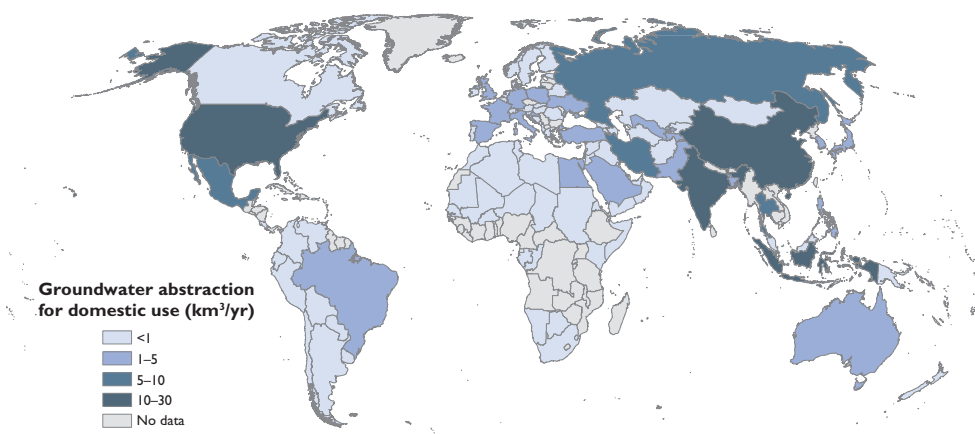 Groundwater abstraction
for domestic use (km³/yr)
<1
1–5
5–10
10–30
No data